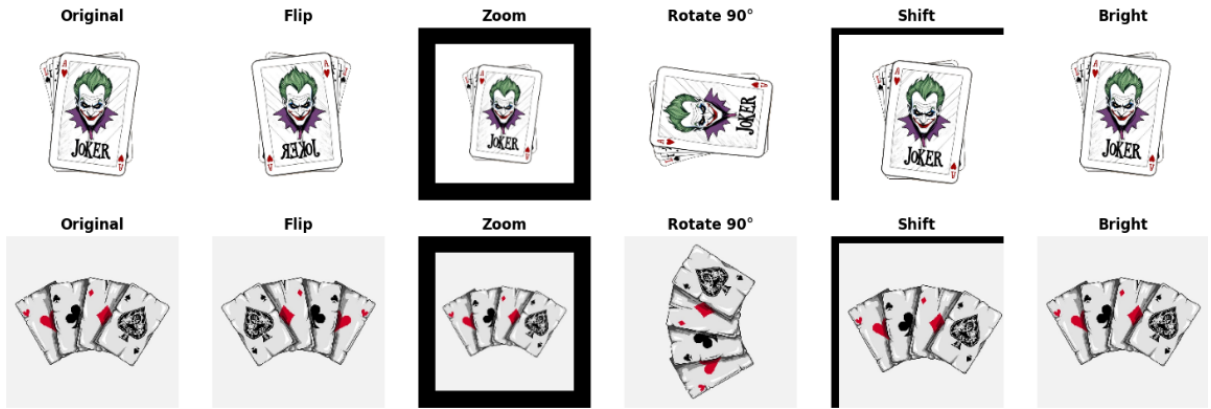 Original Flip Zoom Rotate 90° Shift Bright
A A A A A A
JOKER JOKER JOKER JOKER JOKER JOKER
A A A A A A
Original Flip Zoom Rotate 90° Shift Bright